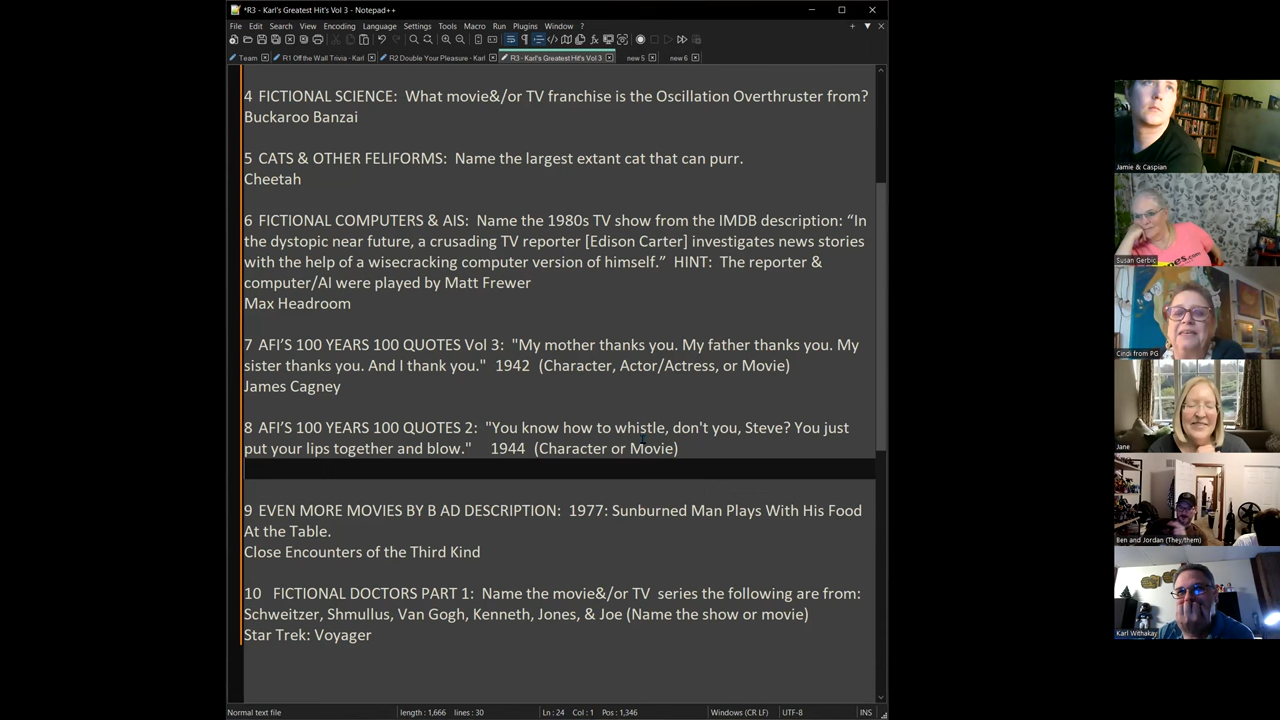 *R3 - Karl's Greatest Hit's Vol 3 - Notepad++
File Edit Search View Encoding Language Settings Tools Macro Run Plugins Window ?
Team R1 Off the Wall Trivia - Karl R2 Double Your Pleasure - Karl R3 - Karl's Greatest Hit's Vol 3 new 5 new 6
4 FICTIONAL SCIENCE: What movie&/or TV franchise is the Oscillation Overthruster from?
Buckaroo Banzai
5 CATS & OTHER FELIFORMS: Name the largest extant cat that can purr.
Cheetah
6 FICTIONAL COMPUTERS & AIS: Name the 1980s TV show from the IMDB description: “In
the dystopic near future, a crusading TV reporter [Edison Carter] investigates news stories
with the help of a wisecracking computer version of himself.” HINT: The reporter &
computer/AI were played by Matt Frewer
Max Headroom
7 AFI’S 100 YEARS 100 QUOTES Vol 3: "My mother thanks you. My father thanks you. My
sister thanks you. And I thank you." 1942 (Character, Actor/Actress, or Movie)
James Cagney
8 AFI’S 100 YEARS 100 QUOTES 2: "You know how to whistle, don't you, Steve? You just
put your lips together and blow." 1944 (Character or Movie)
9 EVEN MORE MOVIES BY B AD DESCRIPTION: 1977: Sunburned Man Plays With His Food
At the Table.
Close Encounters of the Third Kind
10 FICTIONAL DOCTORS PART 1: Name the movie&/or TV series the following are from:
Schweitzer, Shmullus, Van Gogh, Kenneth, Jones, & Joe (Name the show or movie)
Star Trek: Voyager
Normal text file length : 1,666 lines : 30 Ln : 24 Col : 1 Pos : 1,346 Windows (CR LF) UTF-8 INS
Jamie & Caspian
Susan Gerbic
Cindi from PG
Jane
Ben and Jordan (They/them)
Karl Withakay